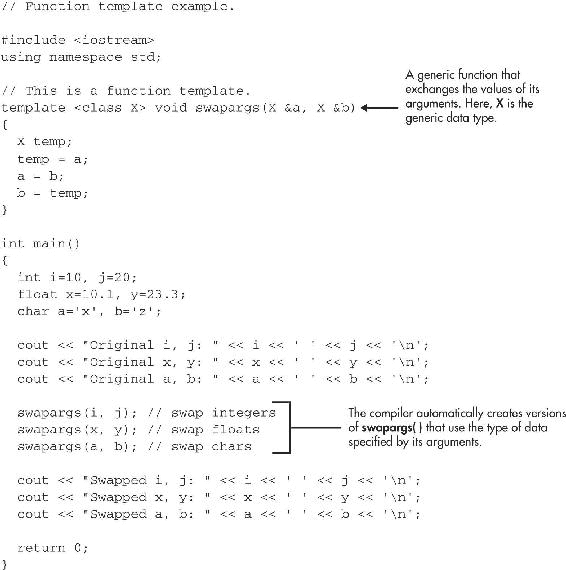 // Function template example.
#include <iostream>
using namespace std;
// This is a function template.
template <class X> void swapargs(X &a, X &b)
A generic function that
exchanges the values of its
arguments. Here, X is the
generic data type.
{
  X temp;
  temp = a;
  a = b;
  b = temp;
}
int main()
{
  int i=10, j=20;
  float x=10.1, y=23.3;
  char a='x', b='z';
  cout << "Original i, j: " << i << ' ' << j << '\n';
  cout << "Original x, y: " << x << ' ' << y << '\n';
  cout << "Original a, b: " << a << ' ' << b << '\n';
  swapargs(i, j); // swap integers
  swapargs(x, y); // swap floats
  swapargs(a, b); // swap chars
The compiler automatically creates versions
of swapargs( ) that use the type of data
specified by its arguments.
  cout << "Swapped i, j: " << i << ' ' << j << '\n';
  cout << "Swapped x, y: " << x << ' ' << y << '\n';
  cout << "Swapped a, b: " << a << ' ' << b << '\n';
  return 0;
}